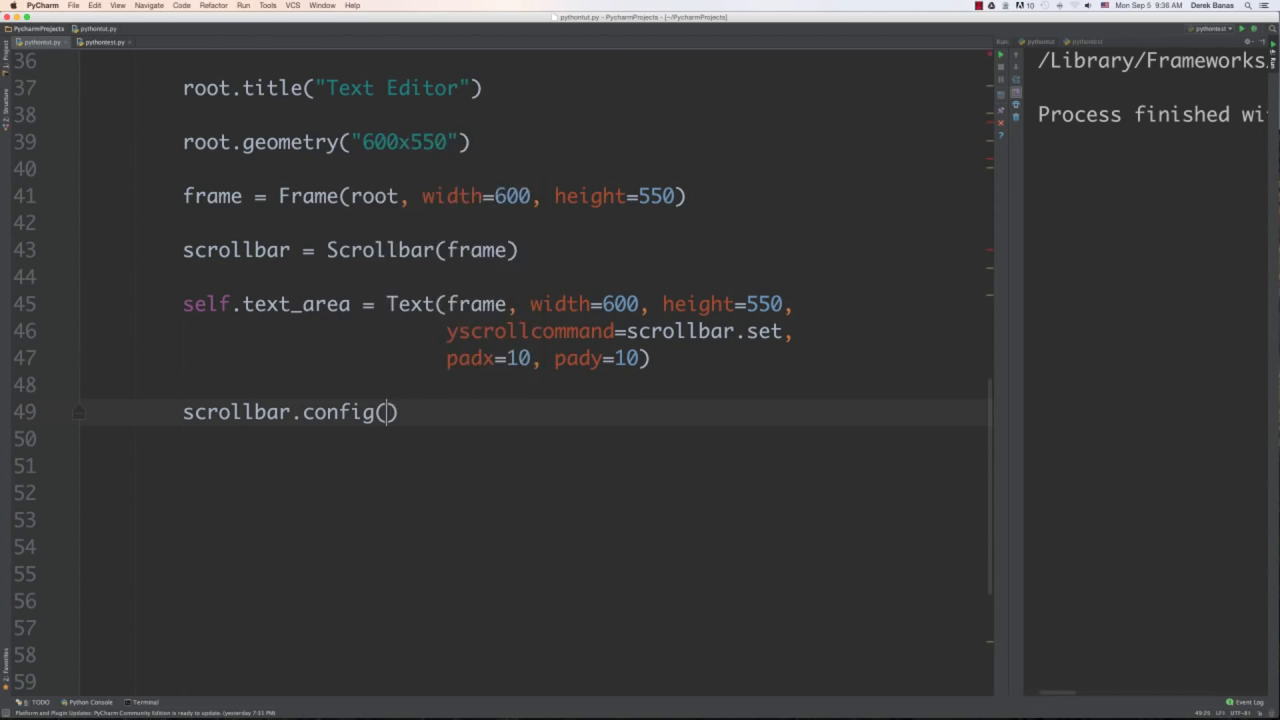 PyCharm File Edit View Navigate Code Refactor Run Tools VCS Window Help
10 Mon Sep 5 9:36 AM Derek Banas
pythontut.py - PycharmProjects - [~/PycharmProjects]
PycharmProjects pythontut.py
pythontest
pythontut.py pythontest.py
Run: pythontut pythontest
1: Project
Z: Structure
2: Favorites
4: Run
36
37 root.title("Text Editor")
38
39 root.geometry("600x550")
40
41 frame = Frame(root, width=600, height=550)
42
43 scrollbar = Scrollbar(frame)
44
45 self.text_area = Text(frame, width=600, height=550,
46 yscrollcommand=scrollbar.set,
47 padx=10, pady=10)
48
49 scrollbar.config()
50
51
52
53
54
55
56
57
58
59
/Library/Frameworks
Process finished wi
6: TODO Python Console Terminal
Event Log
Platform and Plugin Updates: PyCharm Community Edition is ready to update. (yesterday 7:31 PM)
49:26 LF: UTF-8: